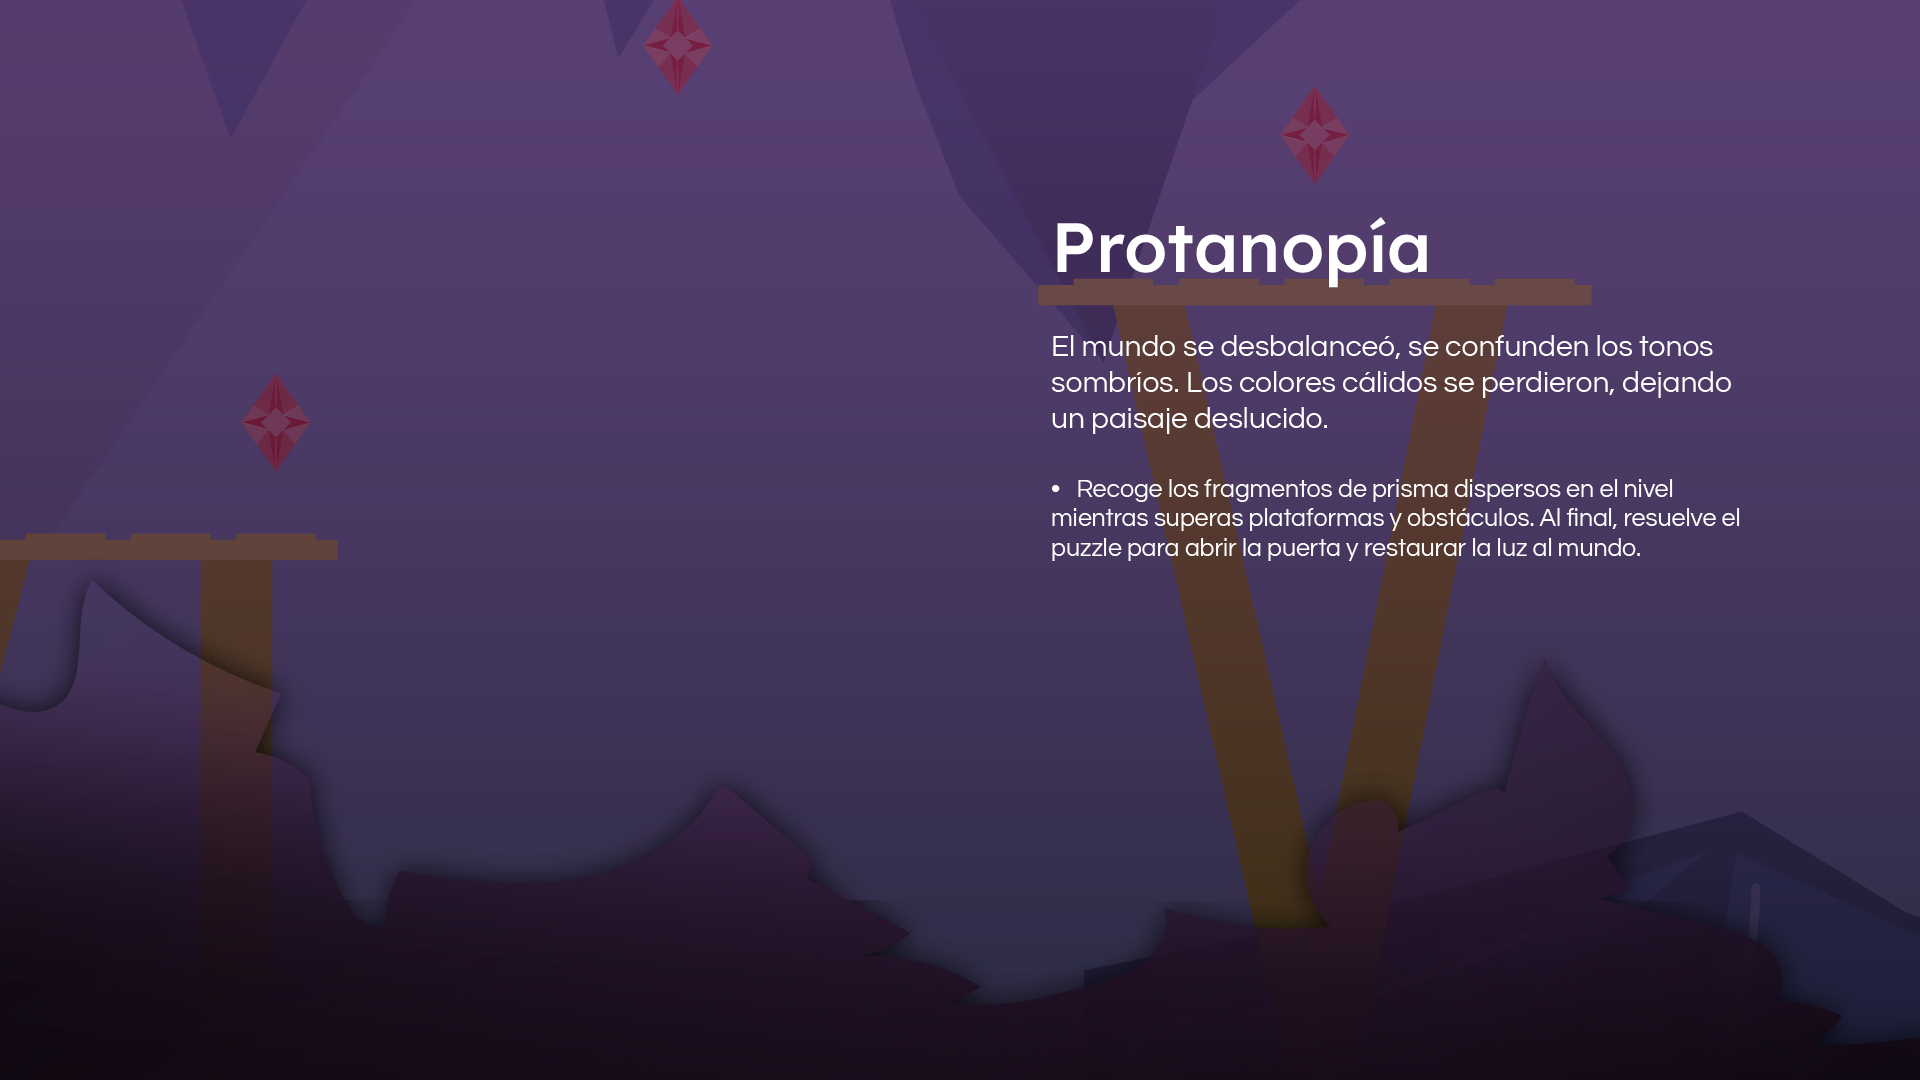 Protanopía
El mundo se desbalanceó, se confunden los tonos
sombríos. Los colores cálidos se perdieron, dejando
un paisaje deslucido.
• Recoge los fragmentos de prisma dispersos en el nivel
mientras superas plataformas y obstáculos. Al final, resuelve el
puzzle para abrir la puerta y restaurar la luz al mundo.